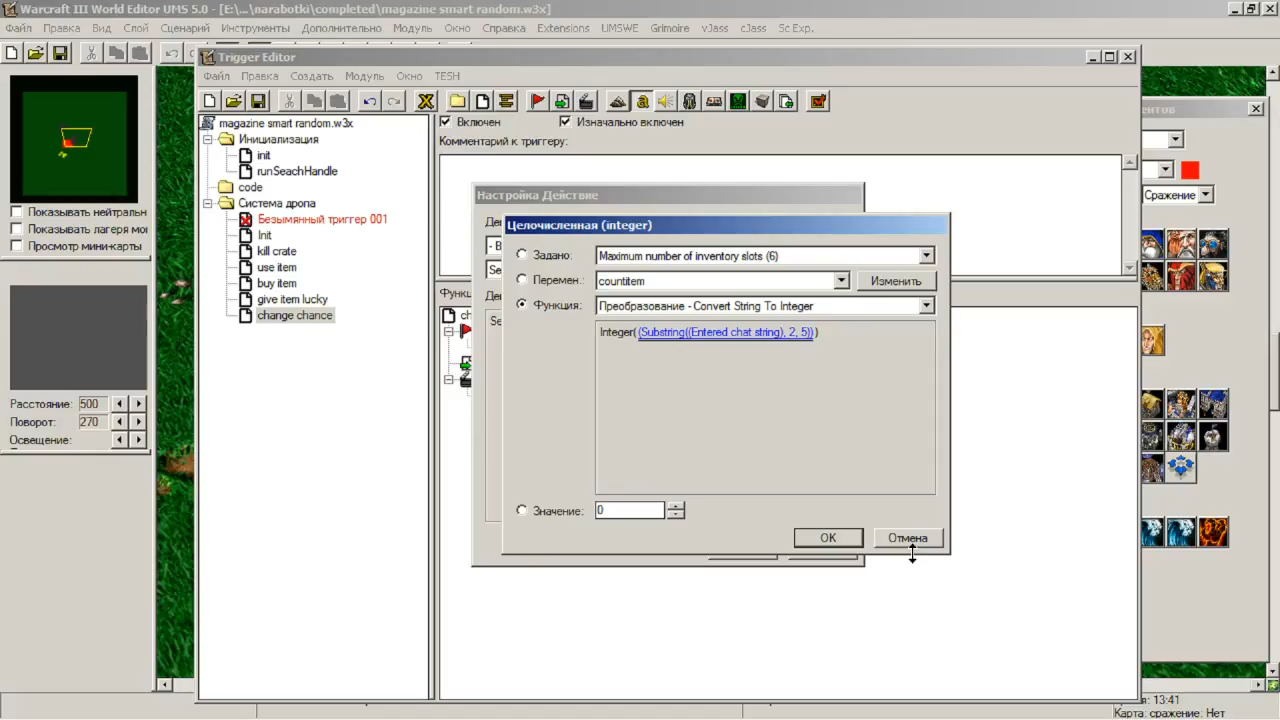 Warcraft III World Editor UMS 5.0 - [E:\...\narabotki\completed\magazine smart random.w3x]
Файл Правка Вид Слой Сценарий Инструменты Дополнительно Модуль Окно Справка Extensions UMSWE Grimoire vJass cJass Sc Exp.
Trigger Editor
Файл Правка Создать Модуль Окно TESH
magazine smart random.w3x
Инициализация
init
runSeachHandle
code
Система дропа
Безымянный триггер 001
Init
kill crate
use item
buy item
give item lucky
change chance
Включен
Изначально включен
Комментарий к триггеру:
Показывать нейтральн
Показывать лагеря мо
Просмотр мини-карты
Расстояние: 500
Поворот: 270
Освещение:
Настройка Действие
Целочисленная (integer)
Задано: Maximum number of inventory slots (6)
Перемен.: countitem Изменить
Функция: Преобразование - Convert String To Integer
Integer((Substring((Entered chat string), 2, 5)))
Значение: 0
OK Отмена
ентов
Сражение
: 13:41
Карта: сражение: Нет